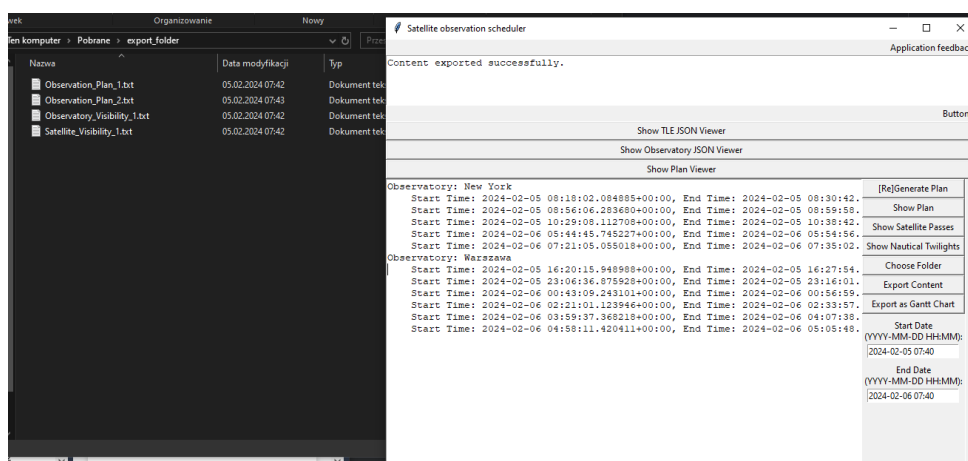 wek Organizowanie Nowy
Ten komputer > Pobrane > export_folder
Nazwa Data modyfikacji Typ
Observation_Plan_1.txt 05.02.2024 07:42 Dokument tek
Observation_Plan_2.txt 05.02.2024 07:43 Dokument tek
Observatory_Visibility_1.txt 05.02.2024 07:42 Dokument tek
Satellite_Visibility_1.txt 05.02.2024 07:42 Dokument tek
Satellite observation scheduler
Application feedbac
Content exported successfully.
Button
Show TLE JSON Viewer
Show Observatory JSON Viewer
Show Plan Viewer
Observatory: New York
Start Time: 2024-02-05 08:18:02.084885+00:00, End Time: 2024-02-05 08:30:42.
Start Time: 2024-02-05 08:56:06.283680+00:00, End Time: 2024-02-05 08:59:58.
Start Time: 2024-02-05 10:29:08.112708+00:00, End Time: 2024-02-05 10:38:42.
Start Time: 2024-02-06 05:44:45.745227+00:00, End Time: 2024-02-06 05:54:56.
Start Time: 2024-02-06 07:21:05.055018+00:00, End Time: 2024-02-06 07:35:02.
Observatory: Warszawa
Start Time: 2024-02-05 16:20:15.948988+00:00, End Time: 2024-02-05 16:27:54.
Start Time: 2024-02-05 23:06:36.875928+00:00, End Time: 2024-02-05 23:16:01.
Start Time: 2024-02-06 00:43:09.243101+00:00, End Time: 2024-02-06 00:56:59.
Start Time: 2024-02-06 02:21:01.123946+00:00, End Time: 2024-02-06 02:33:57.
Start Time: 2024-02-06 03:59:37.368218+00:00, End Time: 2024-02-06 04:07:38.
Start Time: 2024-02-06 04:58:11.420411+00:00, End Time: 2024-02-06 05:05:48.
[Re]Generate Plan
Show Plan
Show Satellite Passes
Show Nautical Twilights
Choose Folder
Export Content
Export as Gantt Chart
Start Date
(YYYY-MM-DD HH:MM):
2024-02-05 07:40
End Date
(YYYY-MM-DD HH:MM):
2024-02-06 07:40